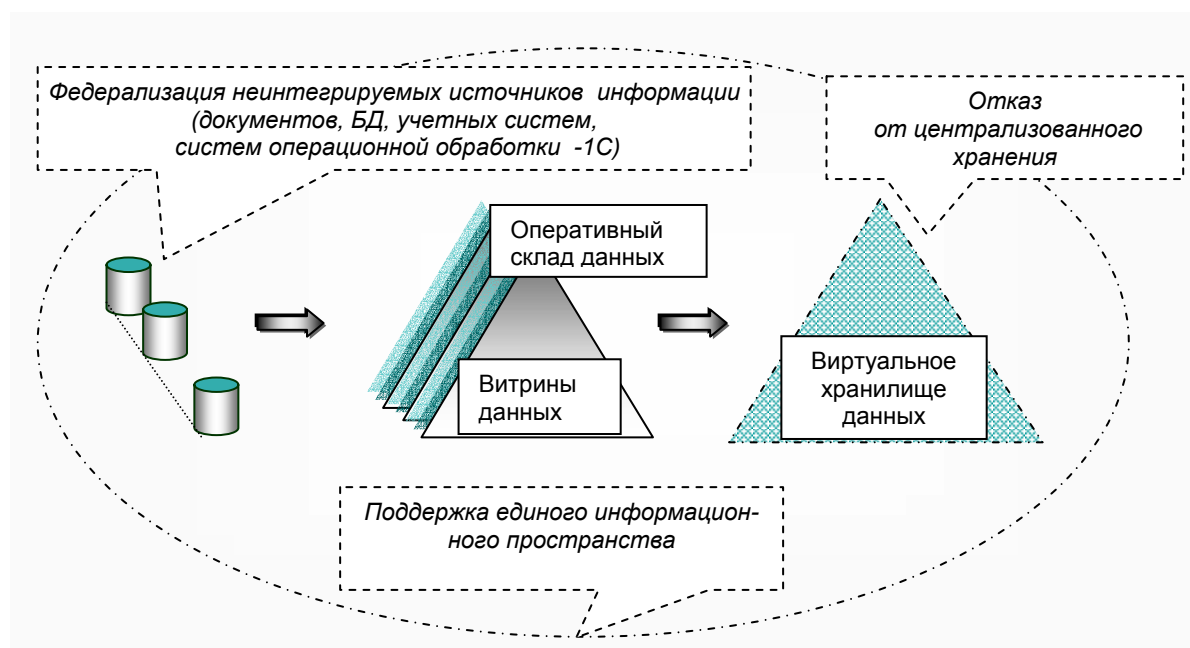 Федерализация неинтегрируемых источников информации
(документов, БД, учетных систем,
систем операционной обработки -1С)
Отказ
от централизованного
хранения
Оперативный
склад данных
Витрины
данных
Виртуальное
хранилище
данных
Поддержка единого информацион-
ного пространства